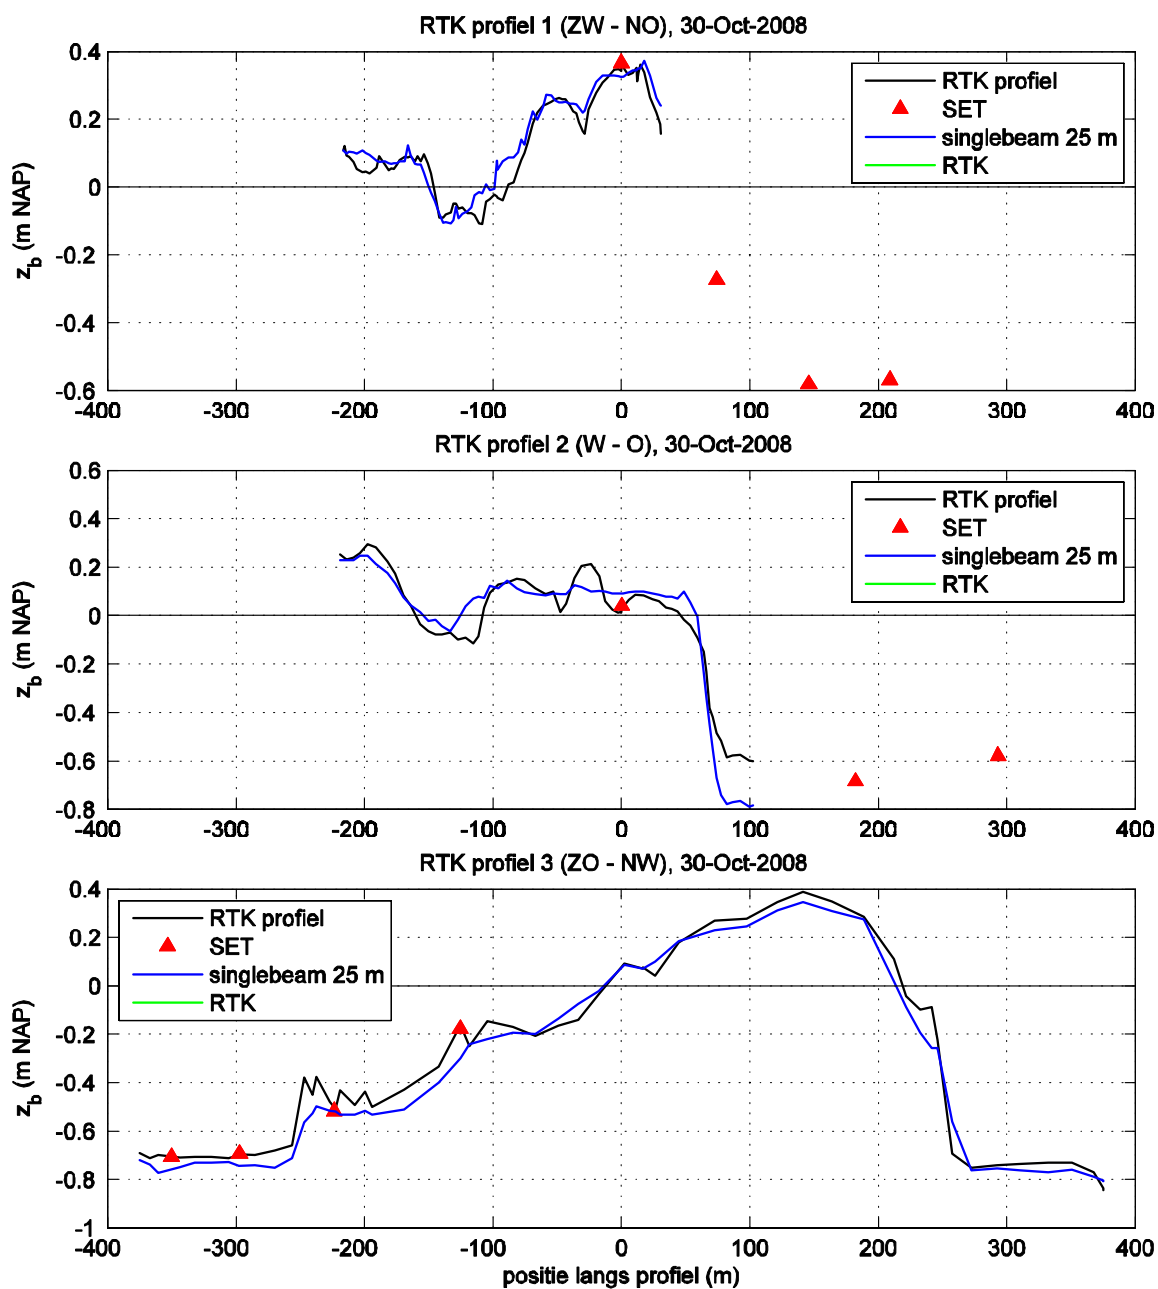 RTK profiel 1 (ZW - NO), 30-Oct-2008
0.4
0.2
0
-0.2
-0.4
-0.6
z_b (m NAP)
RTK profiel
SET
singlebeam 25 m
RTK
-400 -300 -200 -100 0 100 200 300 400
RTK profiel 2 (W - O), 30-Oct-2008
0.6
0.4
0.2
0
-0.2
-0.4
-0.6
-0.8
z_b (m NAP)
RTK profiel
SET
singlebeam 25 m
RTK
-400 -300 -200 -100 0 100 200 300 400
RTK profiel 3 (ZO - NW), 30-Oct-2008
0.4
0.2
0
-0.2
-0.4
-0.6
-0.8
-1
z_b (m NAP)
RTK profiel
SET
singlebeam 25 m
RTK
-400 -300 -200 -100 0 100 200 300 400
positie langs profiel (m)